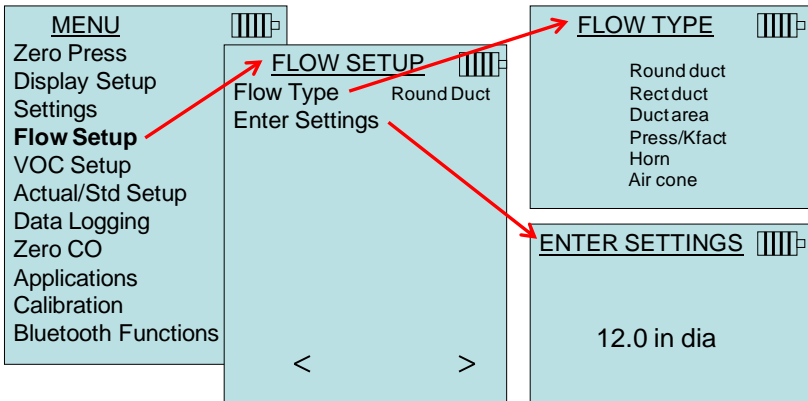 MENU
Zero Press
Display Setup
Settings
Flow Setup
VOC Setup
Actual/Std Setup
Data Logging
Zero CO
Applications
Calibration
Bluetooth Functions
FLOW SETUP
Flow Type Round Duct
Enter Settings
< >
FLOW TYPE
Round duct
Rect duct
Duct area
Press/Kfact
Horn
Air cone
ENTER SETTINGS
12.0 in dia